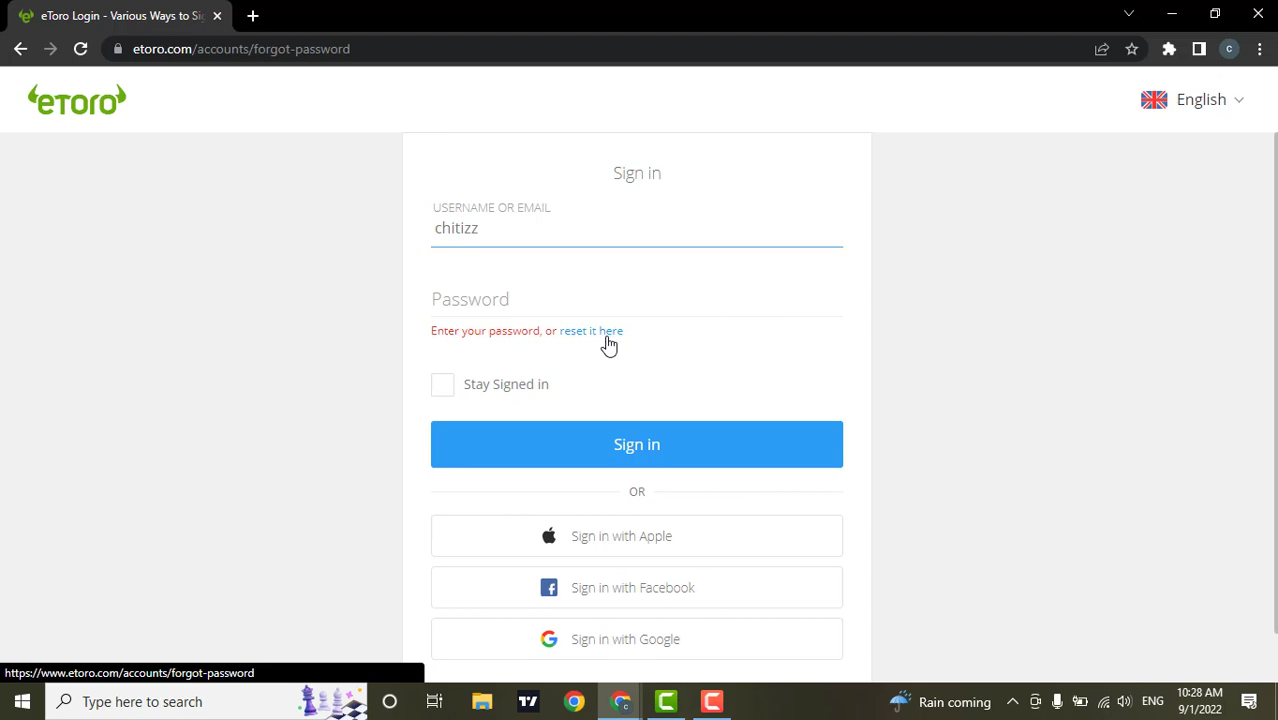 eToro Login - Various Ways to Si
etoro.com/accounts/forgot-password
eToro
English
Sign in
USERNAME OR EMAIL
chitizz
Password
Enter your password, or reset it here
Stay Signed in
Sign in
OR
Sign in with Apple
Sign in with Facebook
Sign in with Google
https://www.etoro.com/accounts/forgot-password
Type here to search
Rain coming
ENG
10:28 AM
9/1/2022